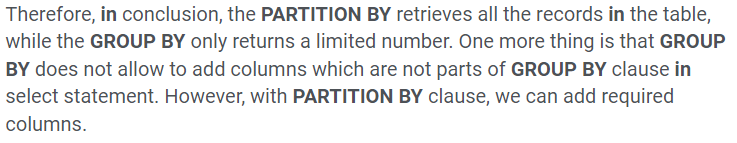 Therefore, in conclusion, the PARTITION BY retrieves all the records in the table,
while the GROUP BY only returns a limited number. One more thing is that GROUP
BY does not allow to add columns which are not parts of GROUP BY clause in
select statement. However, with PARTITION BY clause, we can add required
columns.